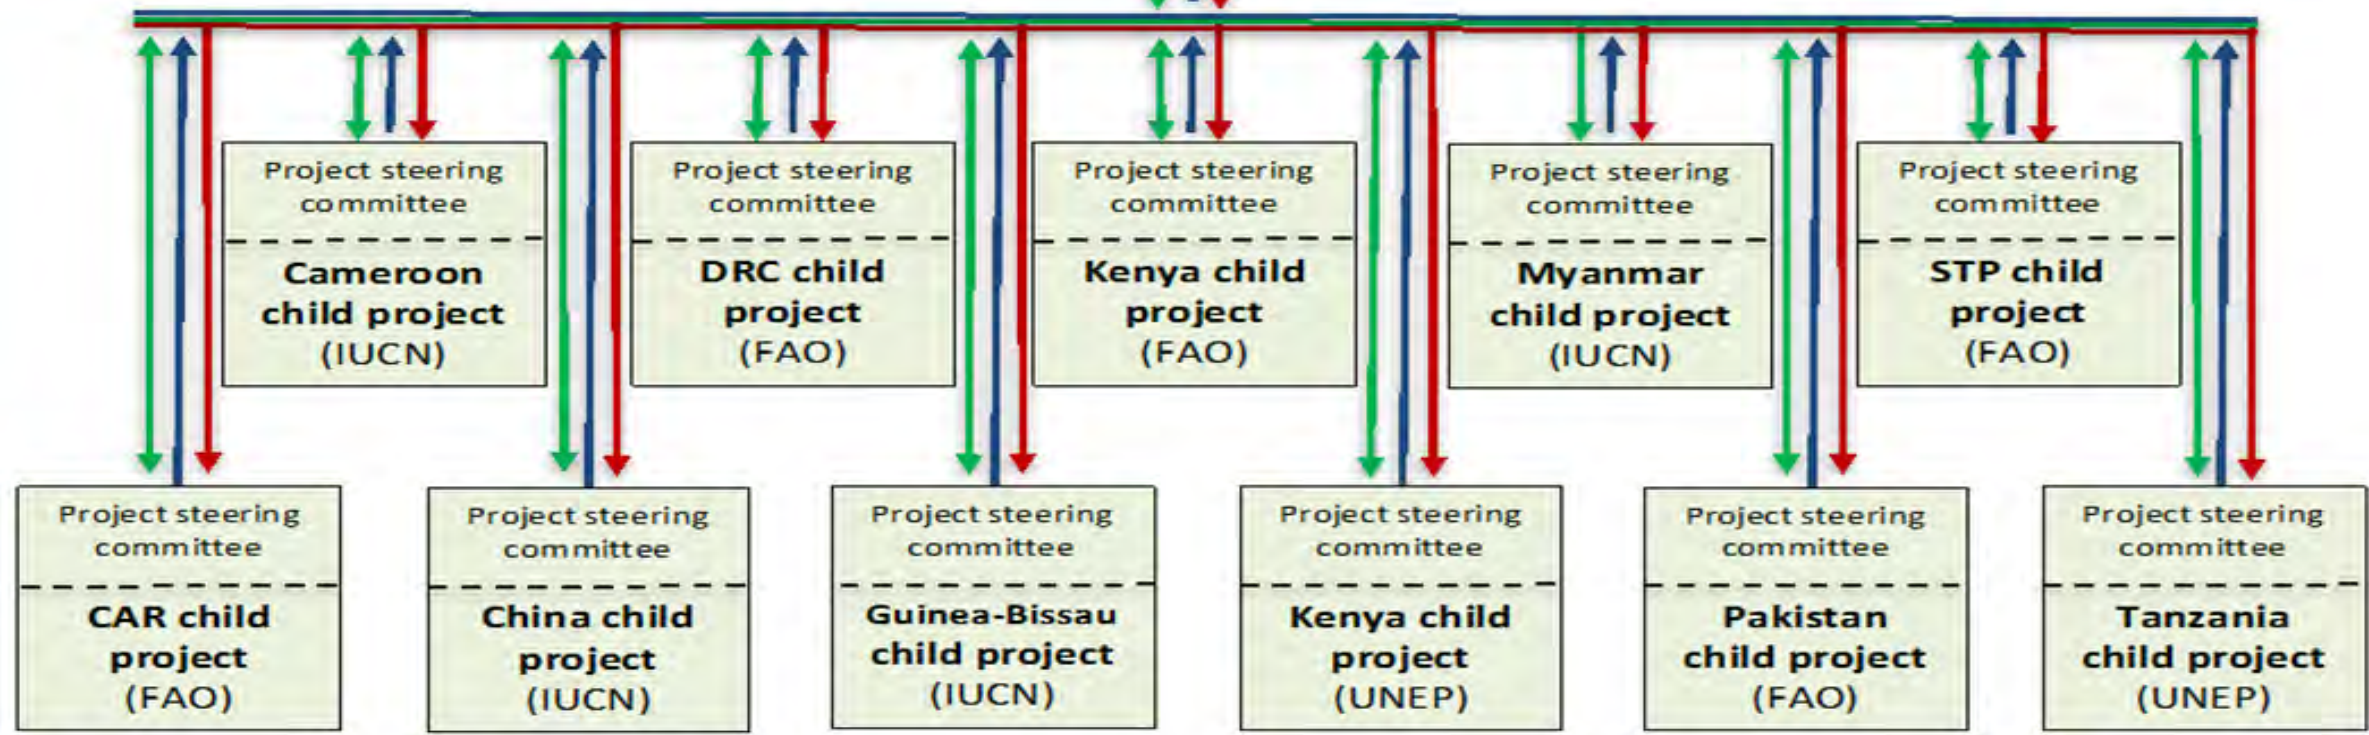 Project steering
committee
Cameroon
child project
(IUCN)
Project steering
committee
DRC child
project
(FAO)
Project steering
committee
Kenya child
project
(FAO)
Project steering
committee
Myanmar
child project
(IUCN)
Project steering
committee
STP child
project
(FAO)
Project steering
committee
CAR child
project
(FAO)
Project steering
committee
China child
project
(IUCN)
Project steering
committee
Guinea-Bissau
child project
(IUCN)
Project steering
committee
Kenya child
project
(UNEP)
Project steering
committee
Pakistan
child project
(FAO)
Project steering
committee
Tanzania
child project
(UNEP)